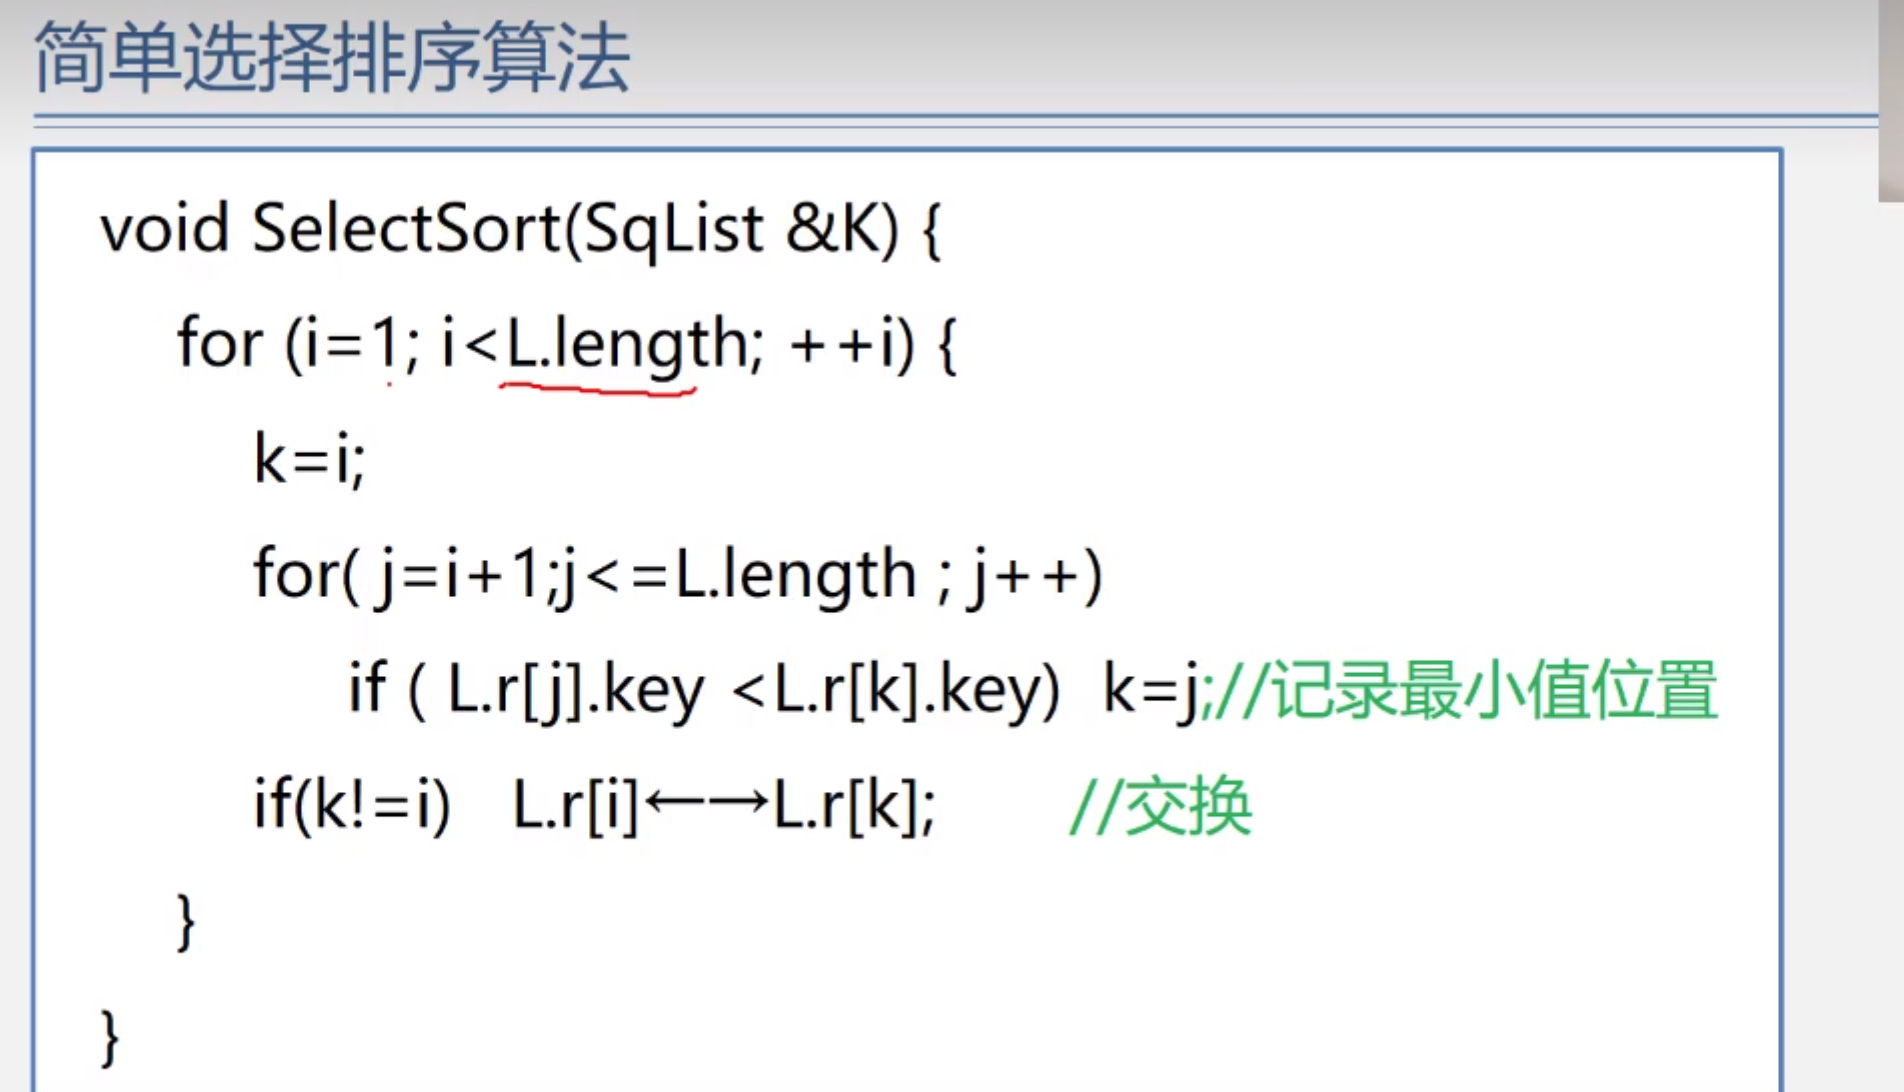 简单选择排序算法
void SelectSort(SqList &K) {
for (i=1; i<L.length; ++i) {
k=i;
for( j=i+1;j<=L.length ; j++)
if ( L.r[j].key <L.r[k].key)  k=j;//记录最小值位置
if(k!=i)   L.r[i]←→L.r[k];     //交换
}
}